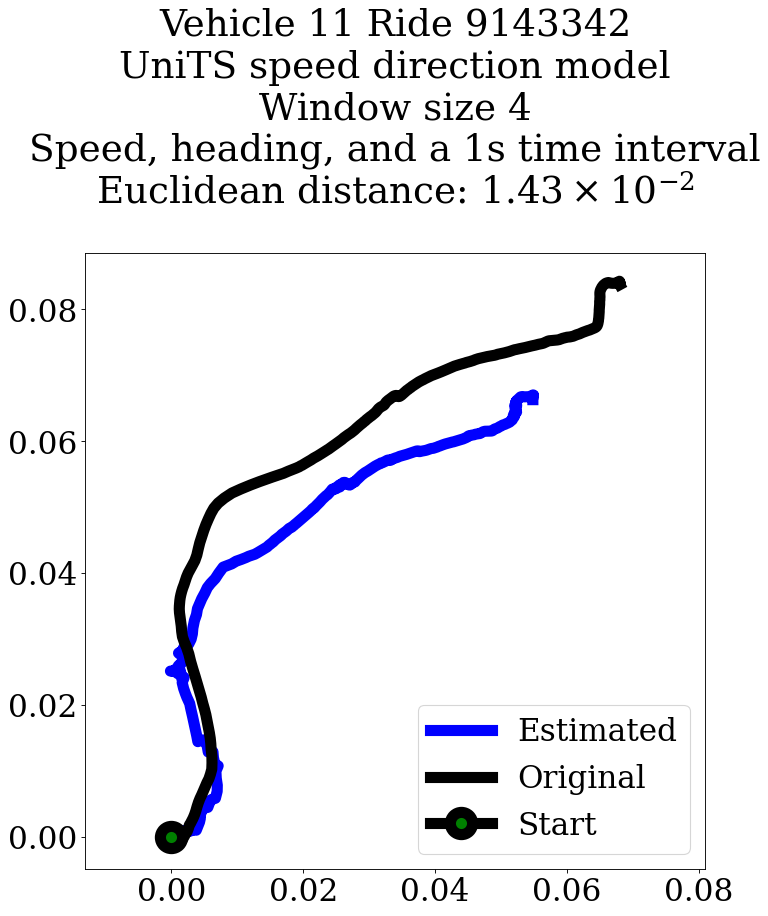 Vehicle 11 Ride 9143342
UniTS speed direction model
Window size 4
Speed, heading, and a 1s time interval
Euclidean distance: 1.43 × 10⁻²
0.08
0.06
0.04
0.02
0.00
Estimated
Original
Start
0.00 0.02 0.04 0.06 0.08